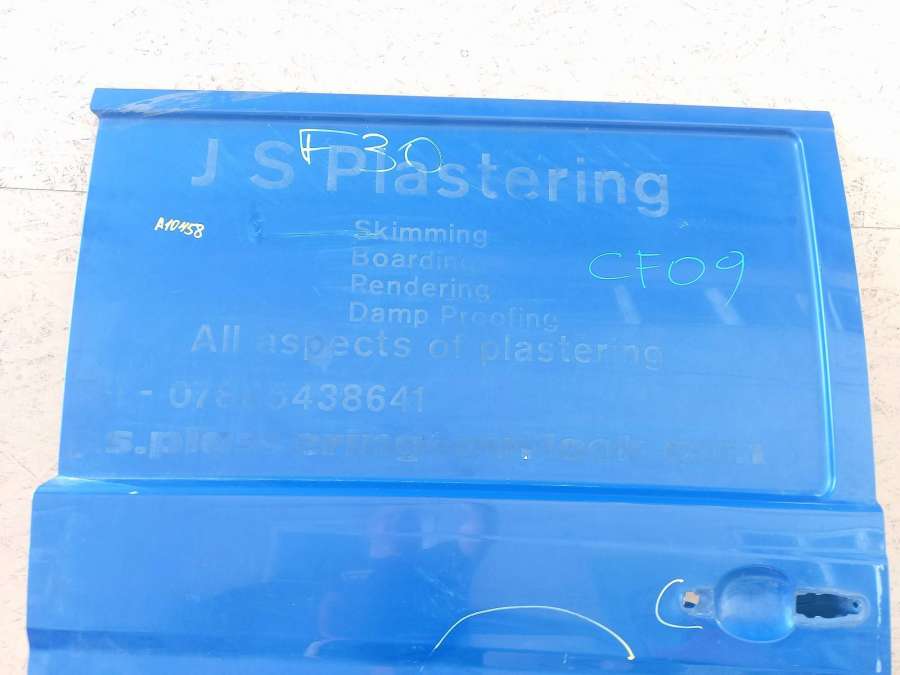 F30
J S Plastering
A10458
Skimming
Boarding
CF09
Rendering
Damp Proofing
All aspects of plastering